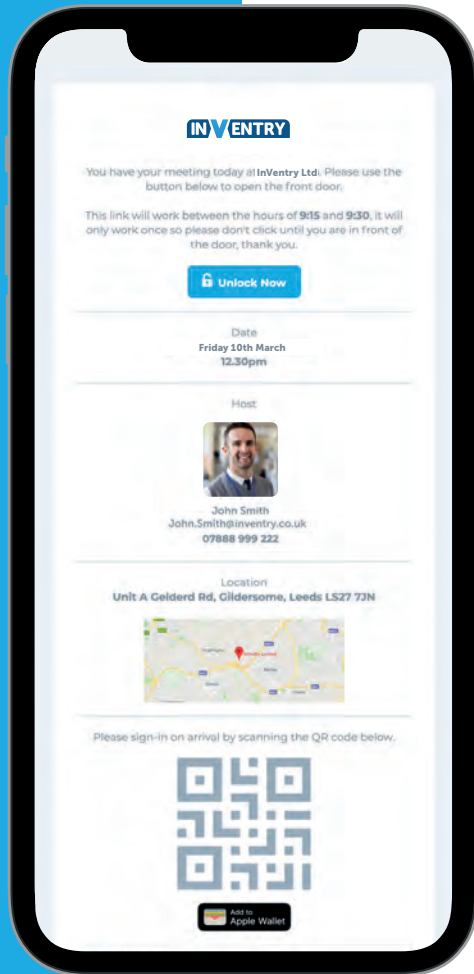 INVENTRY
You have your meeting today at InVentry Ltd. Please use the
button below to open the front door.
This link will work between the hours of 9:15 and 9:30, it will
only work once so please don't click until you are in front of
the door, thank you.
Unlock Now
Date
Friday 10th March
12.30pm
Host
John Smith
John.Smith@inventry.co.uk
07888 999 222
Location
Unit A Gelderd Rd, Gildersome, Leeds LS27 7JN
Please sign-in on arrival by scanning the QR code below.
Add to
Apple Wallet